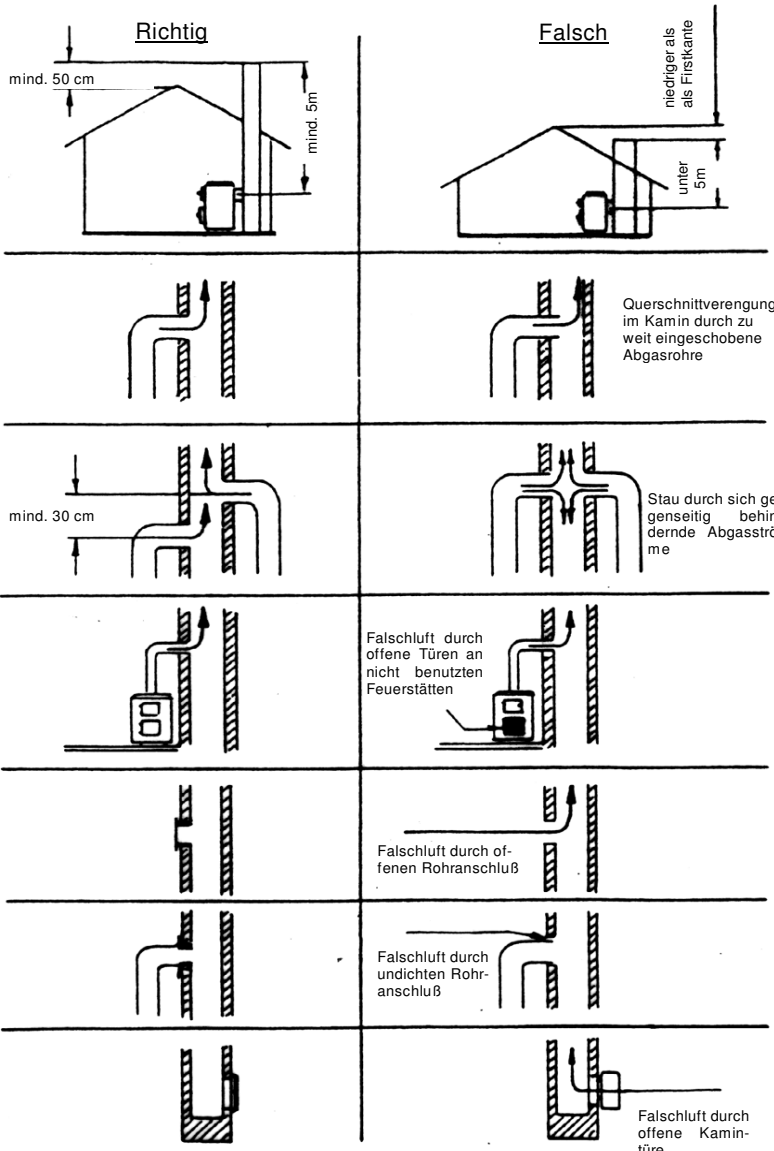 Richtig
Falsch
mind. 50 cm
mind. 5m
niedriger als
als Firstkante
unter
5m
Querschnittverengung
im Kamin durch zu
weit eingeschobene
Abgasrohre
mind. 30 cm
Stau durch sich ge
genseitig behin
dernde Abgasströ
me
Falschluft durch
offene Türen an
nicht benutzten
Feuerstätten
Falschluft durch of-
fenen Rohranschluß
Falschluft durch
undichten Rohr-
anschluß
Falschluft durch
offene Kamin-
türe